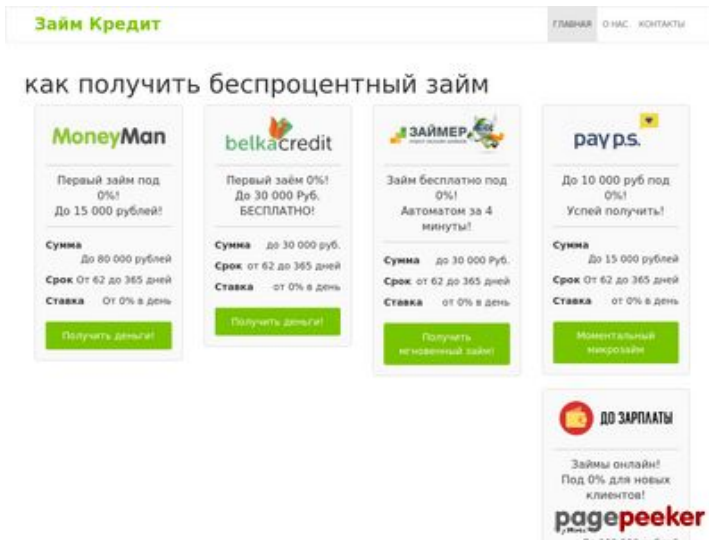 Займ Кредит
ГЛАВНАЯ О НАС КОНТАКТЫ
как получить беспроцентный займ
MoneyMan
Первый займ под
0%!
До 15 000 рублей!
Сумма
До 80 000 рублей
Срок От 62 до 365 дней
Ставка От 0% в день
Получить деньги!
belkacredit
Первый заём 0%!
До 30 000 Руб.
БЕСПЛАТНО!
Сумма до 30 000 руб.
Срок от 62 до 365 дней
Ставка от 0% в день
Получить деньги!
ЗАЙМЕР
Займ бесплатно под
0%!
Автоматом за 4
минуты!
Сумма до 30 000 Руб.
Срок от 62 до 365 дней
Ставка от 0% в день
Получить
мгновенный займ!
pay p.s.
До 10 000 руб под
0%!
Успей получить!
Сумма
До 15 000 рублей
Срок От 62 до 365 дней
Ставка От 0% в день
Моментальный
микрозайм
ДО ЗАРПЛАТЫ
Займы онлайн!
Под 0% для новых
клиентов!
pagepeeker